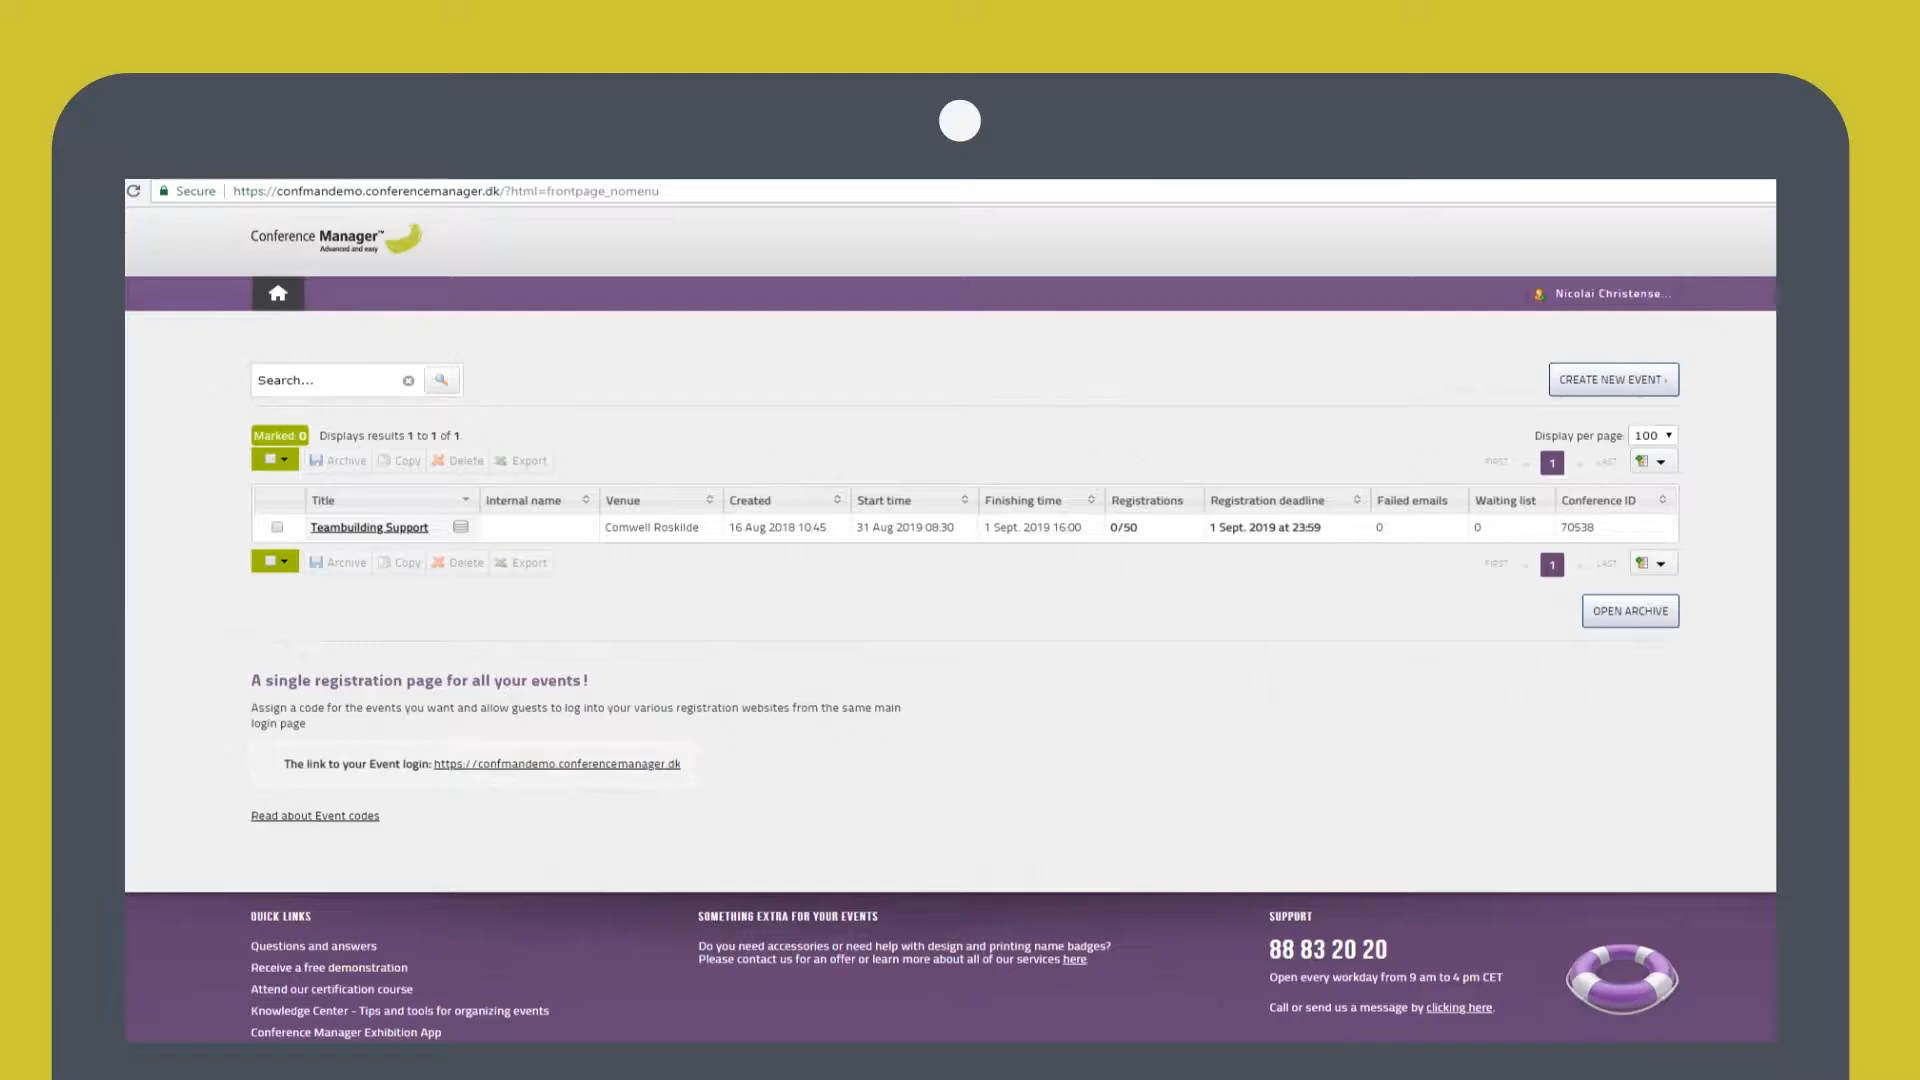 Secure https://confmandemo.conferencemanager.dk/?html=frontpage_nomenu
Conference Manager™
Advanced and easy
Nicolai Christense...
Search...
CREATE NEW EVENT ›
Marked: 0 Displays results 1 to 1 of 1. Display per page: 100
Archive Copy Delete Export FIRST 1 LAST
Title Internal name Venue Created Start time Finishing time Registrations Registration deadline Failed emails Waiting list Conference ID
Teambuilding Support Comwell Roskilde 16 Aug 2018 10:45 31 Aug 2019 08:30 1 Sept. 2019 16:00 0/50 1 Sept. 2019 at 23:59 0 0 70538
Archive Copy Delete Export FIRST 1 LAST
OPEN ARCHIVE
A single registration page for all your events!
Assign a code for the events you want and allow guests to log into your various registration websites from the same main
login page
The link to your Event login: https://confmandemo.conferencemanager.dk
Read about Event codes
QUICK LINKS
Questions and answers
Receive a free demonstration
Attend our certification course
Knowledge Center - Tips and tools for organizing events
Conference Manager Exhibition App
SOMETHING EXTRA FOR YOUR EVENTS
Do you need accessories or need help with design and printing name badges?
Please contact us for an offer or learn more about all of our services here
SUPPORT
88 83 20 20
Open every workday from 9 am to 4 pm CET
Call or send us a message by clicking here.